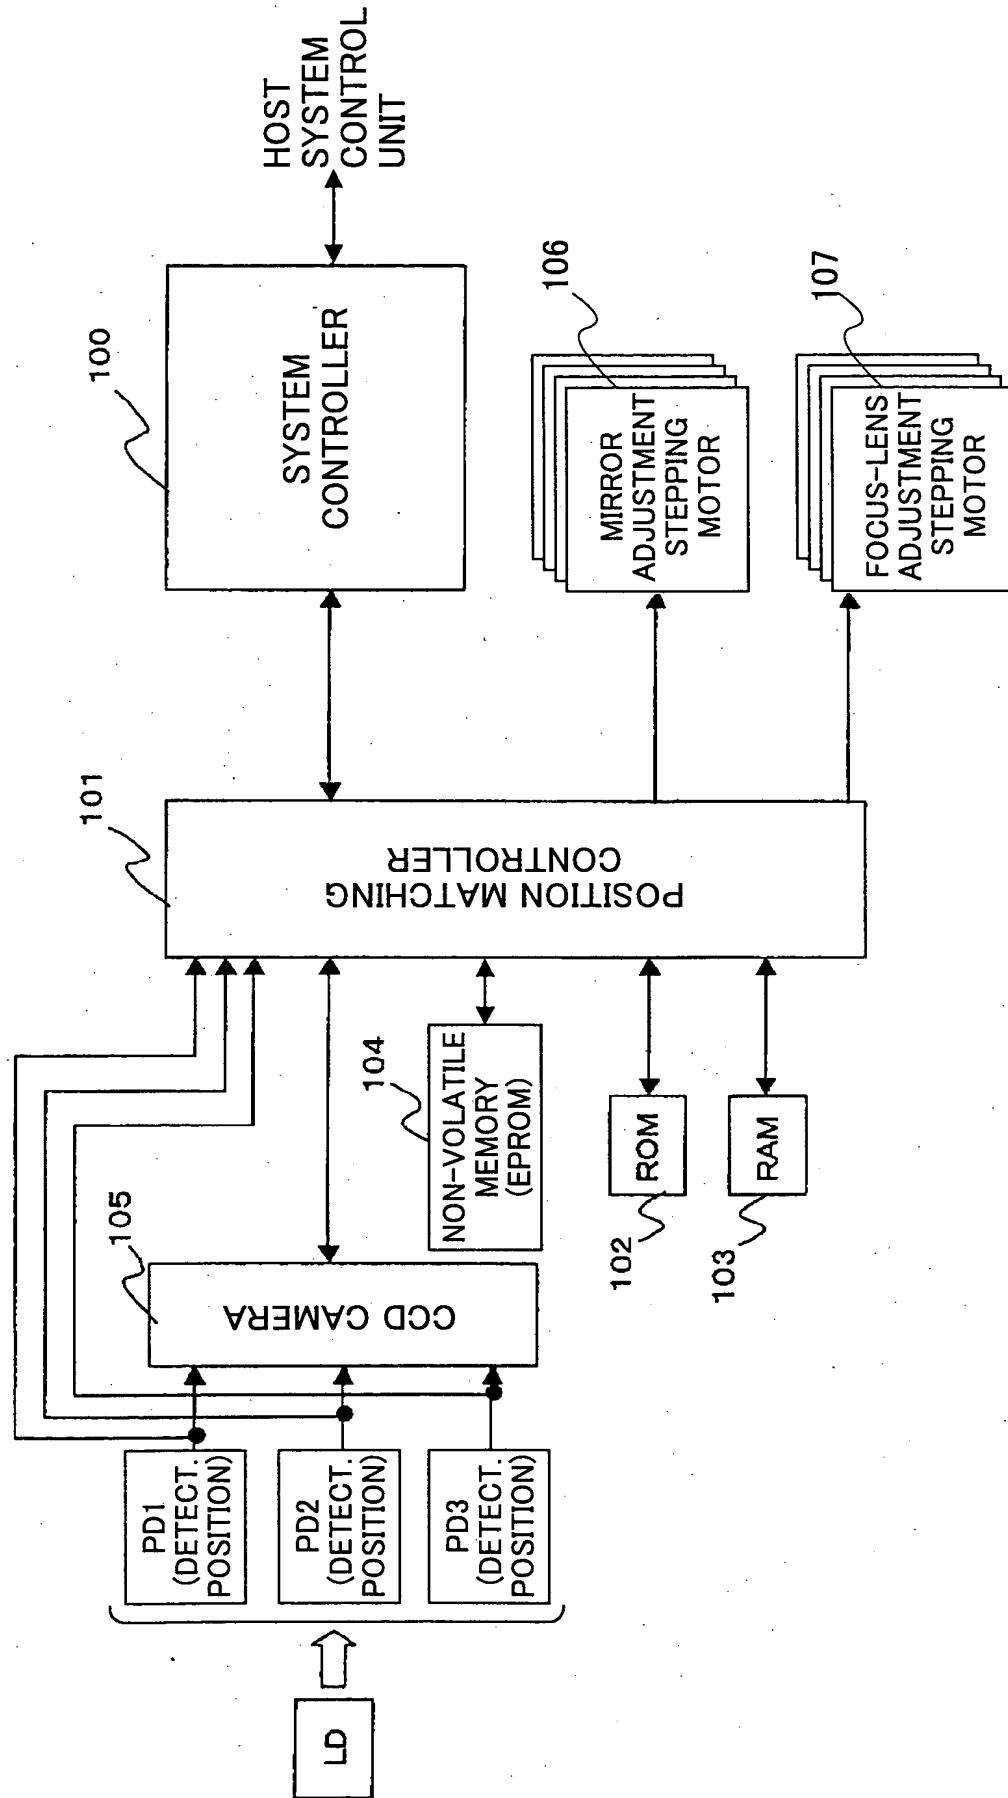 LD
PD1
(DETECT.
POSITION)
PD2
(DETECT.
POSITION)
PD3
(DETECT.
POSITION)
105
CCD CAMERA
104
NON-VOLATILE
MEMORY
(EPROM)
102
ROM
103
RAM
101
POSITION MATCHING
CONTROLLER
100
SYSTEM
CONTROLLER
HOST
SYSTEM
CONTROL
UNIT
106
MIRROR
ADJUSTMENT
STEPPING
MOTOR
107
FOCUS-LENS
ADJUSTMENT
STEPPING
MOTOR